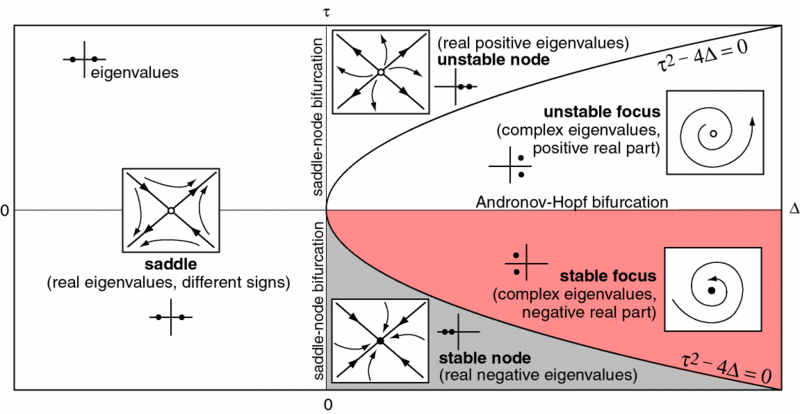 τ
eigenvalues
saddle-node bifurcation
(real positive eigenvalues)
unstable node
τ2 – 4Δ = 0
unstable focus
(complex eigenvalues,
positive real part)
Andronov-Hopf bifurcation
0
Δ
saddle
(real eigenvalues, different signs)
saddle-node bifurcation
stable focus
(complex eigenvalues,
negative real part)
stable node
(real negative eigenvalues)
τ2 – 4Δ = 0
0